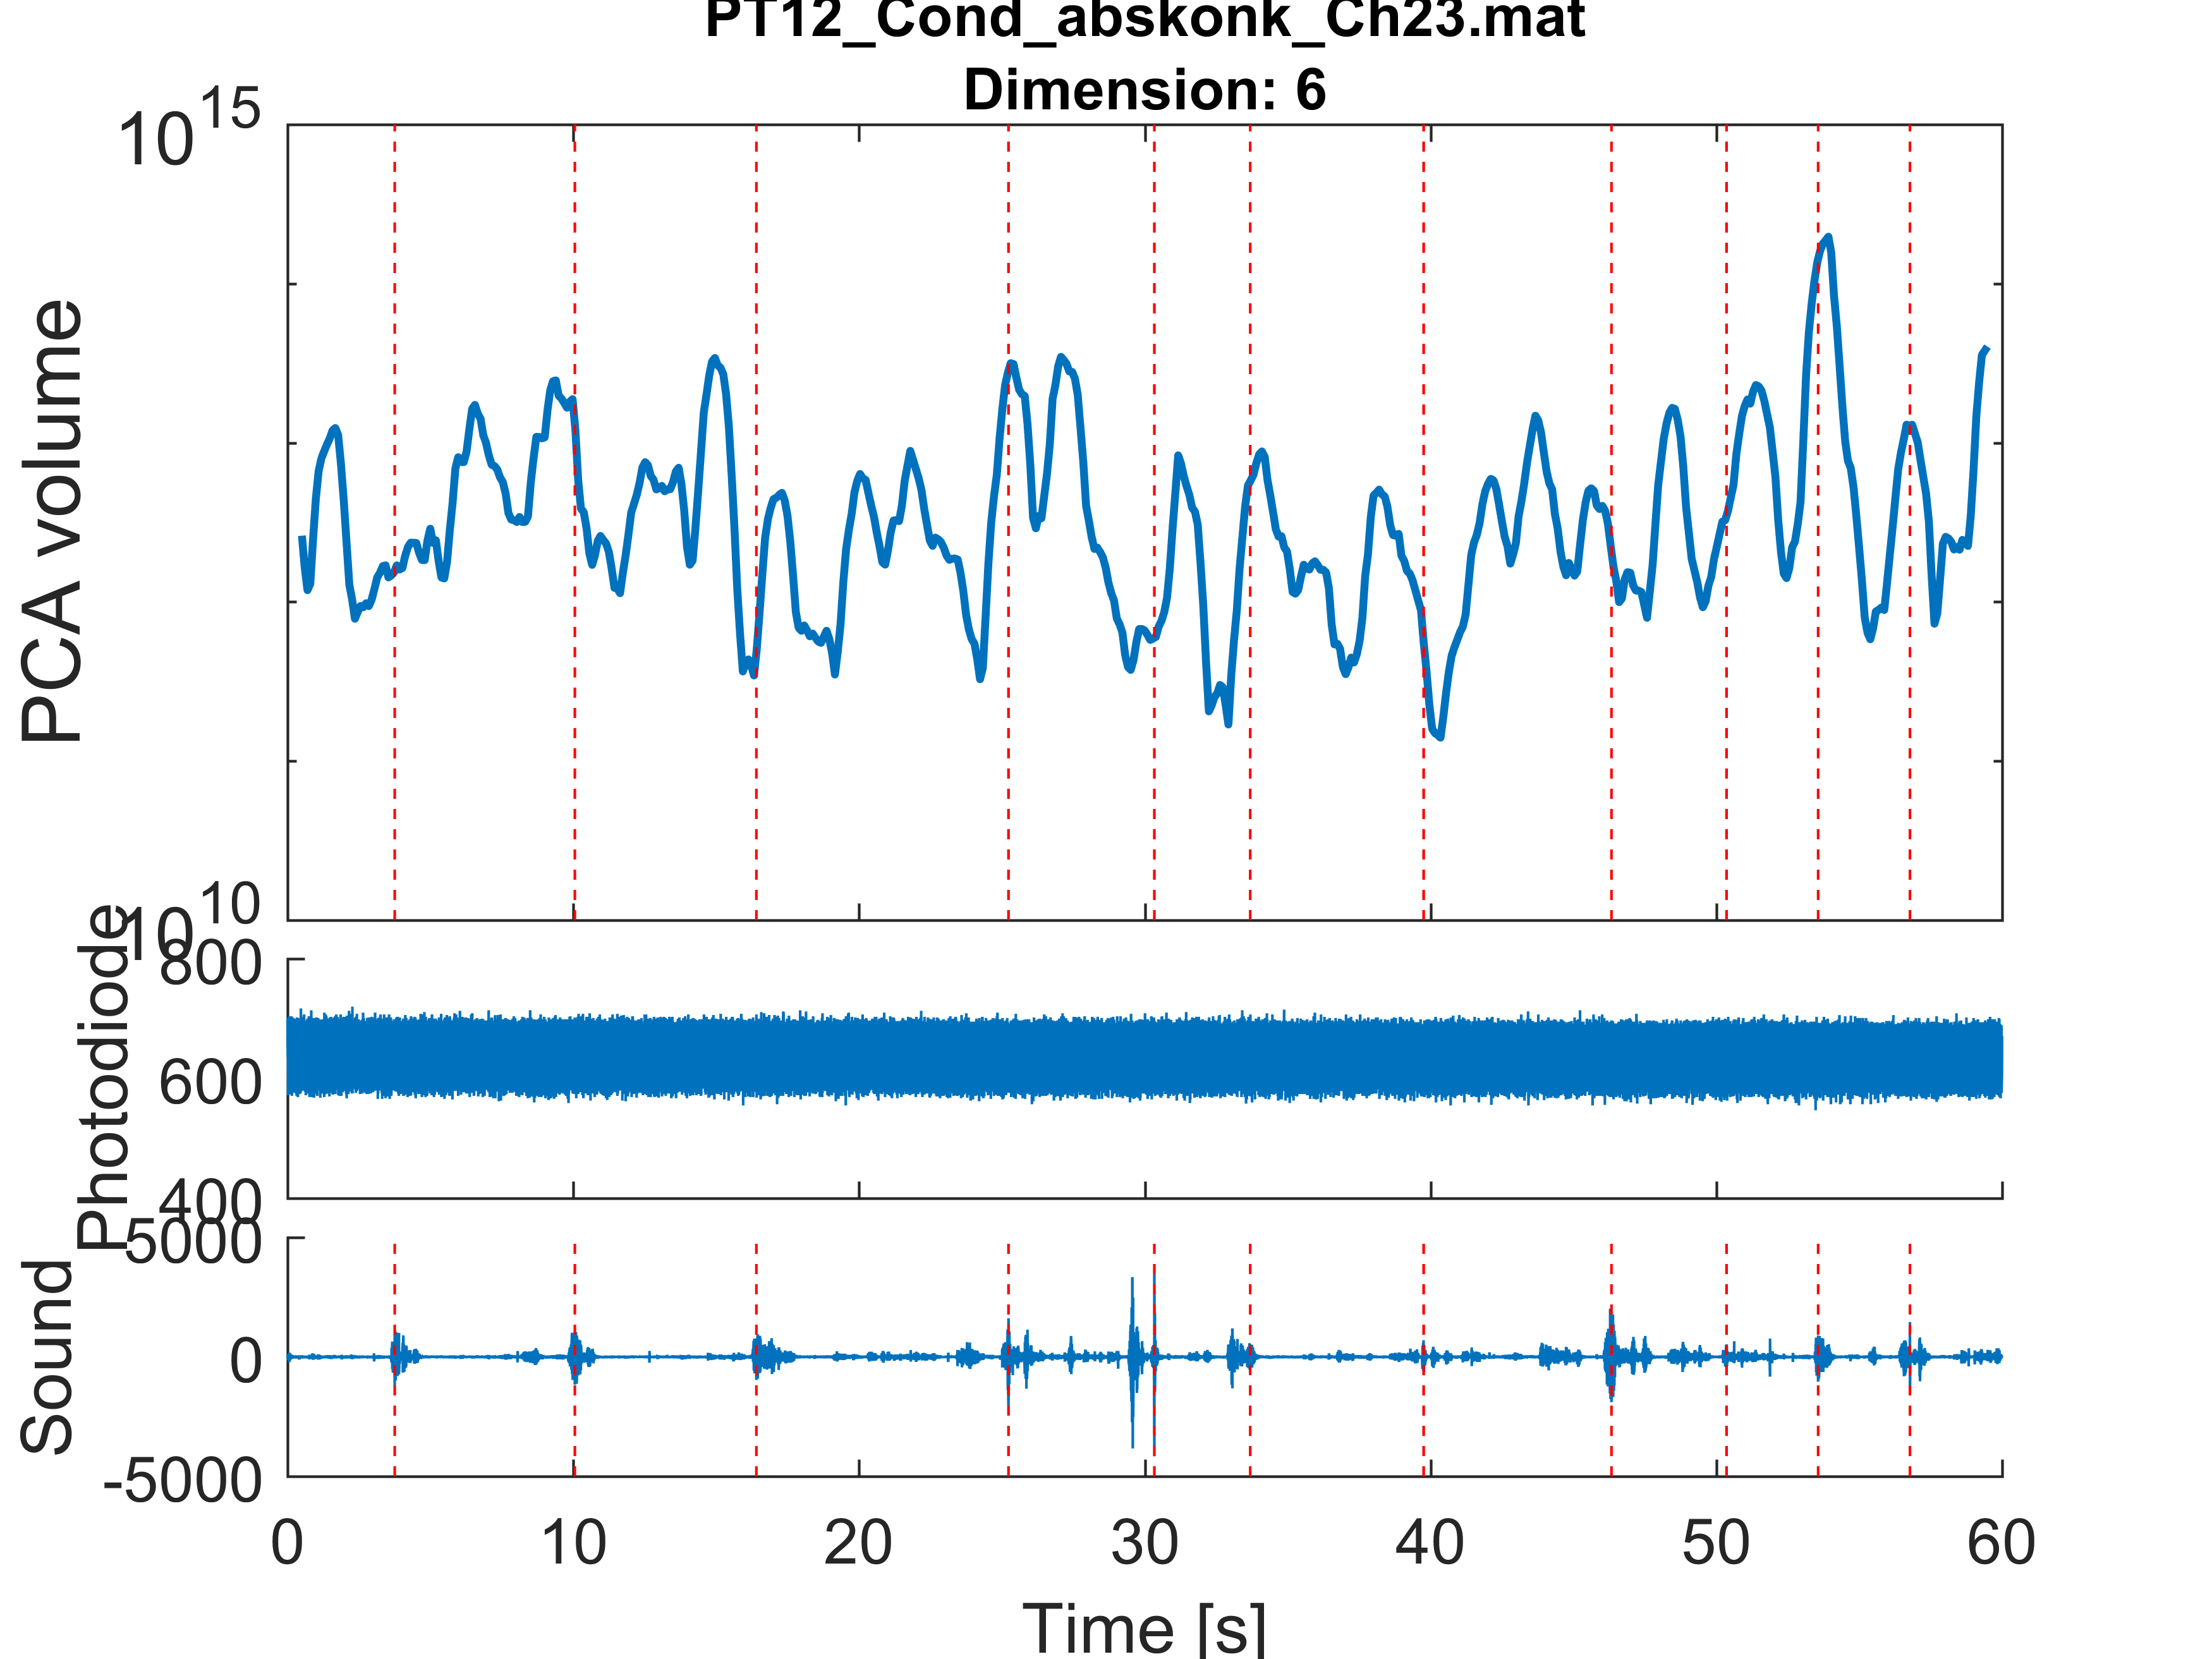 PT12_Cond_abskonk_Ch23.mat
Dimension: 6
10^15
PCA volume
10^10
800
Photodiode
600
400
5000
Sound
0
-5000
0 10 20 30 40 50 60
Time [s]